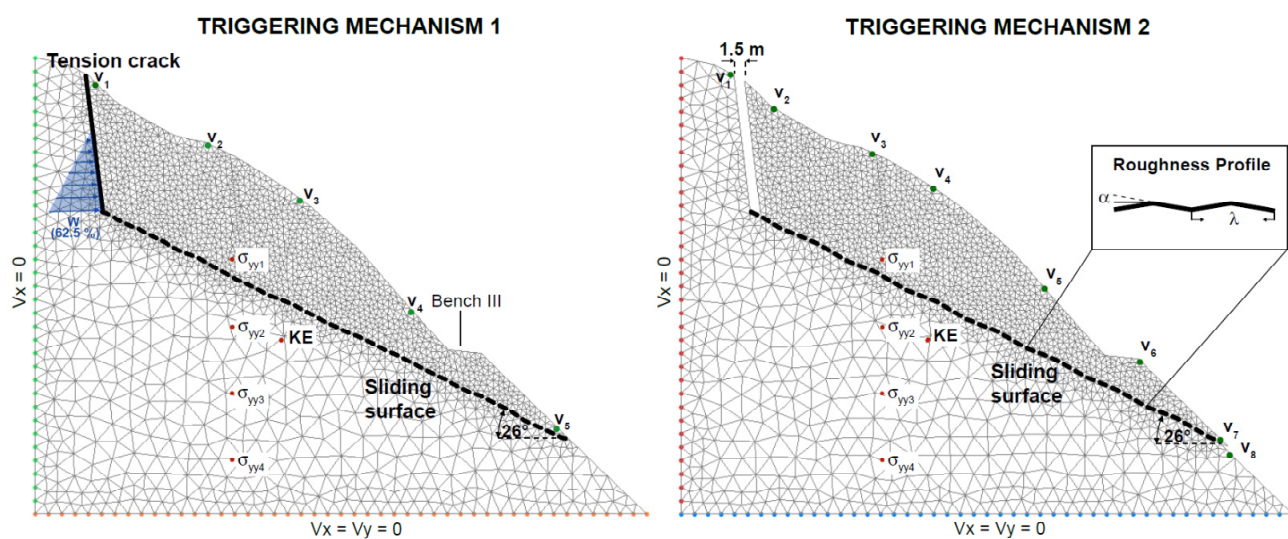 TRIGGERING MECHANISM 1
Tension crack
v1
v2
v3
W
(62.5 %)
σyy1
v4
Bench III
σyy2
KE
Vx = 0
Sliding
surface
σyy3
v5
26°
σyy4
Vx = Vy = 0
TRIGGERING MECHANISM 2
1.5 m
v1
v2
v3
v4
Roughness Profile
α
λ
σyy1
v5
σyy2
KE
v6
Vx = 0
Sliding
surface
σyy3
v7
26°
v8
σyy4
Vx = Vy = 0